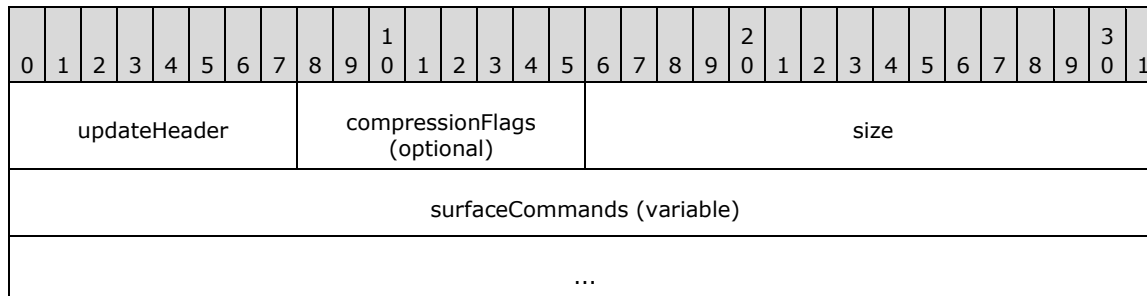 1 2 3
0 1 2 3 4 5 6 7 8 9 0 1 2 3 4 5 6 7 8 9 0 1 2 3 4 5 6 7 8 9 0 1
updateHeader compressionFlags size
(optional)
surfaceCommands (variable)
...